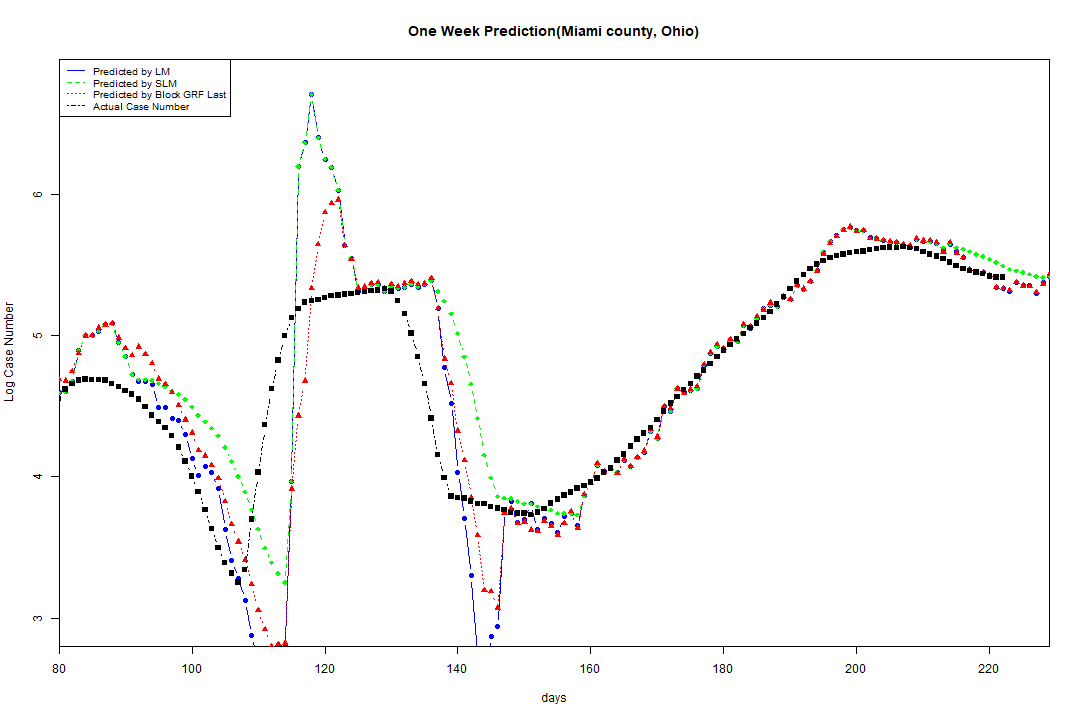 One Week Prediction(Miami county, Ohio)
Predicted by LM
Predicted by SLM
Predicted by Block GRF Last
Actual Case Number
Log Case Number
6
5
4
3
80 100 120 140 160 180 200 220
days